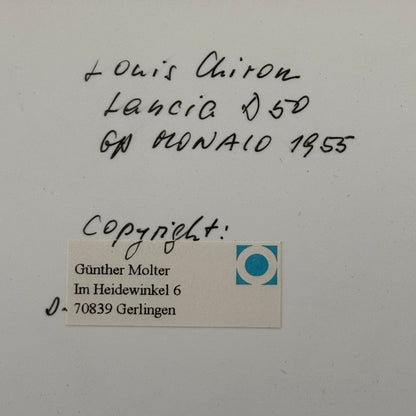 Louis Chiron
Lancia D50
GP MONACO 1955
Copyright:
Günther Molter
Im Heidewinkel 6
D- 70839 Gerlingen